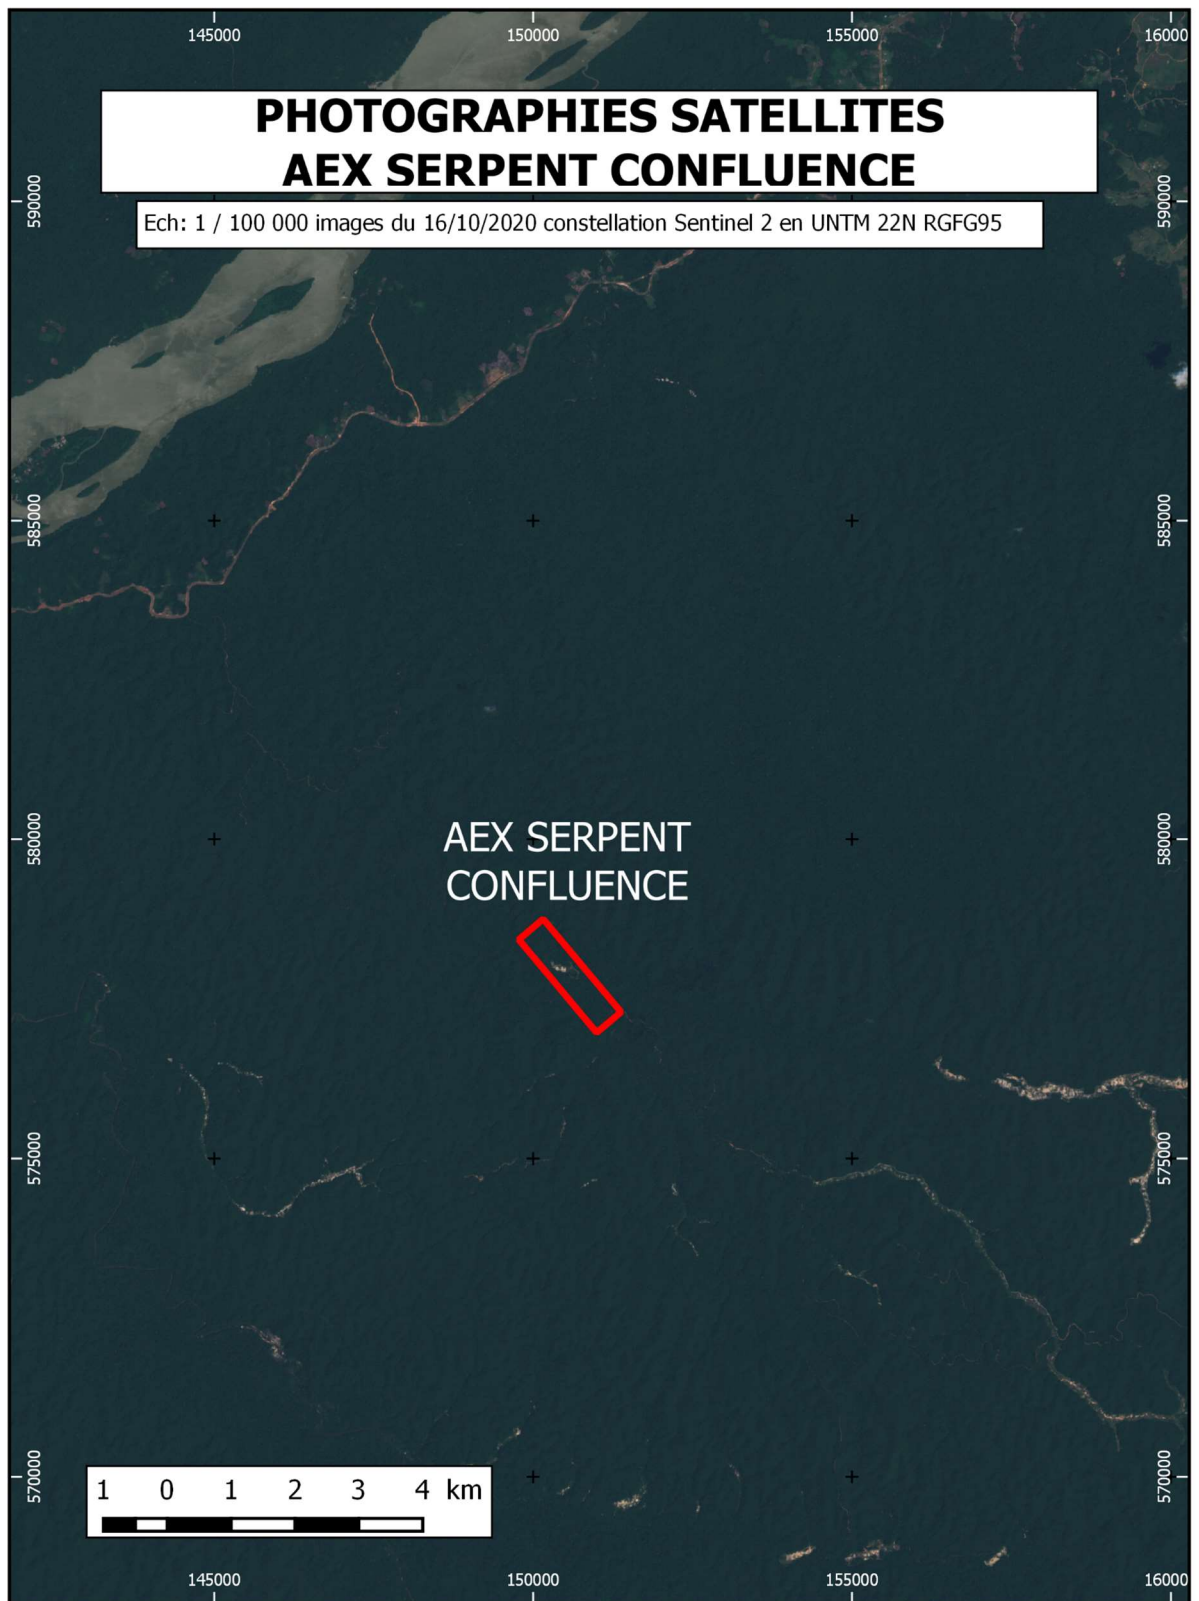 145000 150000 155000 16000
PHOTOGRAPHIES SATELLITES
AEX SERPENT CONFLUENCE
590000 590000
Ech: 1 / 100 000 images du 16/10/2020 constellation Sentinel 2 en UNTM 22N RGFG95
585000 585000
580000 580000
AEX SERPENT
CONFLUENCE
575000 575000
570000 570000
1 0 1 2 3 4 km
145000 150000 155000 16000